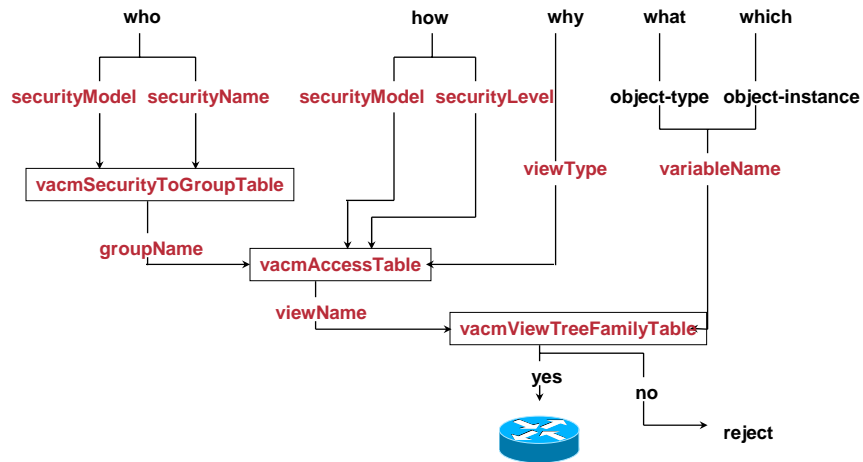 who
how
why
what
which
securityModel
securityName
securityModel
securityLevel
object-type
object-instance
viewType
variableName
vacmSecurityToGroupTable
groupName
vacmAccessTable
viewName
vacmViewTreeFamilyTable
yes
no
reject